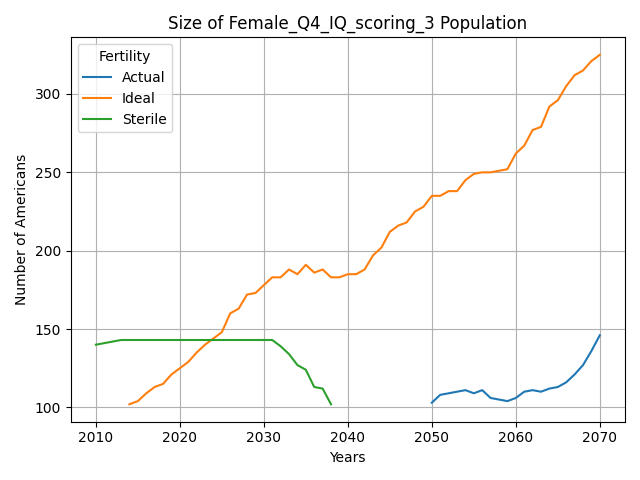 Size of Female_Q4_IQ_scoring_3 Population
Fertility
Actual
Ideal
Sterile
Number of Americans
300
250
200
150
100
2010 2020 2030 2040 2050 2060 2070
Years